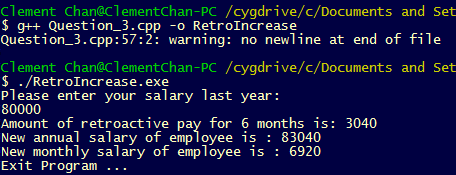 Clement Chan@ClementChan-PC /cygdrive/c/Documents and Set
$ g++ Question_3.cpp -o RetroIncrease
Question_3.cpp:57:2: warning: no newline at end of file
Clement Chan@ClementChan-PC /cygdrive/c/Documents and Set
$ ./RetroIncrease.exe
Please enter your salary last year:
80000
Amount of retroactive pay for 6 months is: 3040
New annual salary of employee is : 83040
New monthly salary of employee is : 6920
Exit Program ...